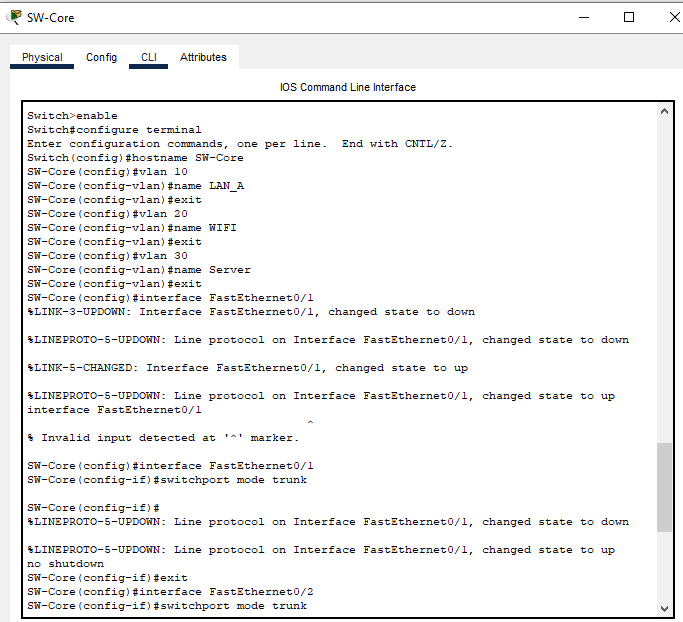 SW-Core
Physical Config CLI Attributes
IOS Command Line Interface
Switch>enable
Switch#configure terminal
Enter configuration commands, one per line. End with CNTL/Z.
Switch(config)#hostname SW-Core
SW-Core(config)#vlan 10
SW-Core(config-vlan)#name LAN_A
SW-Core(config-vlan)#exit
SW-Core(config)#vlan 20
SW-Core(config-vlan)#name WIFI
SW-Core(config-vlan)#exit
SW-Core(config)#vlan 30
SW-Core(config-vlan)#name Server
SW-Core(config-vlan)#exit
SW-Core(config)#interface FastEthernet0/1
%LINK-3-UPDOWN: Interface FastEthernet0/1, changed state to down
%LINEPROTO-5-UPDOWN: Line protocol on Interface FastEthernet0/1, changed state to down
%LINK-5-CHANGED: Interface FastEthernet0/1, changed state to up
%LINEPROTO-5-UPDOWN: Line protocol on Interface FastEthernet0/1, changed state to up
interface FastEthernet0/1
^
% Invalid input detected at '^' marker.
SW-Core(config)#interface FastEthernet0/1
SW-Core(config-if)#switchport mode trunk
SW-Core(config-if)#
%LINEPROTO-5-UPDOWN: Line protocol on Interface FastEthernet0/1, changed state to down
%LINEPROTO-5-UPDOWN: Line protocol on Interface FastEthernet0/1, changed state to up
no shutdown
SW-Core(config-if)#exit
SW-Core(config)#interface FastEthernet0/2
SW-Core(config-if)#switchport mode trunk